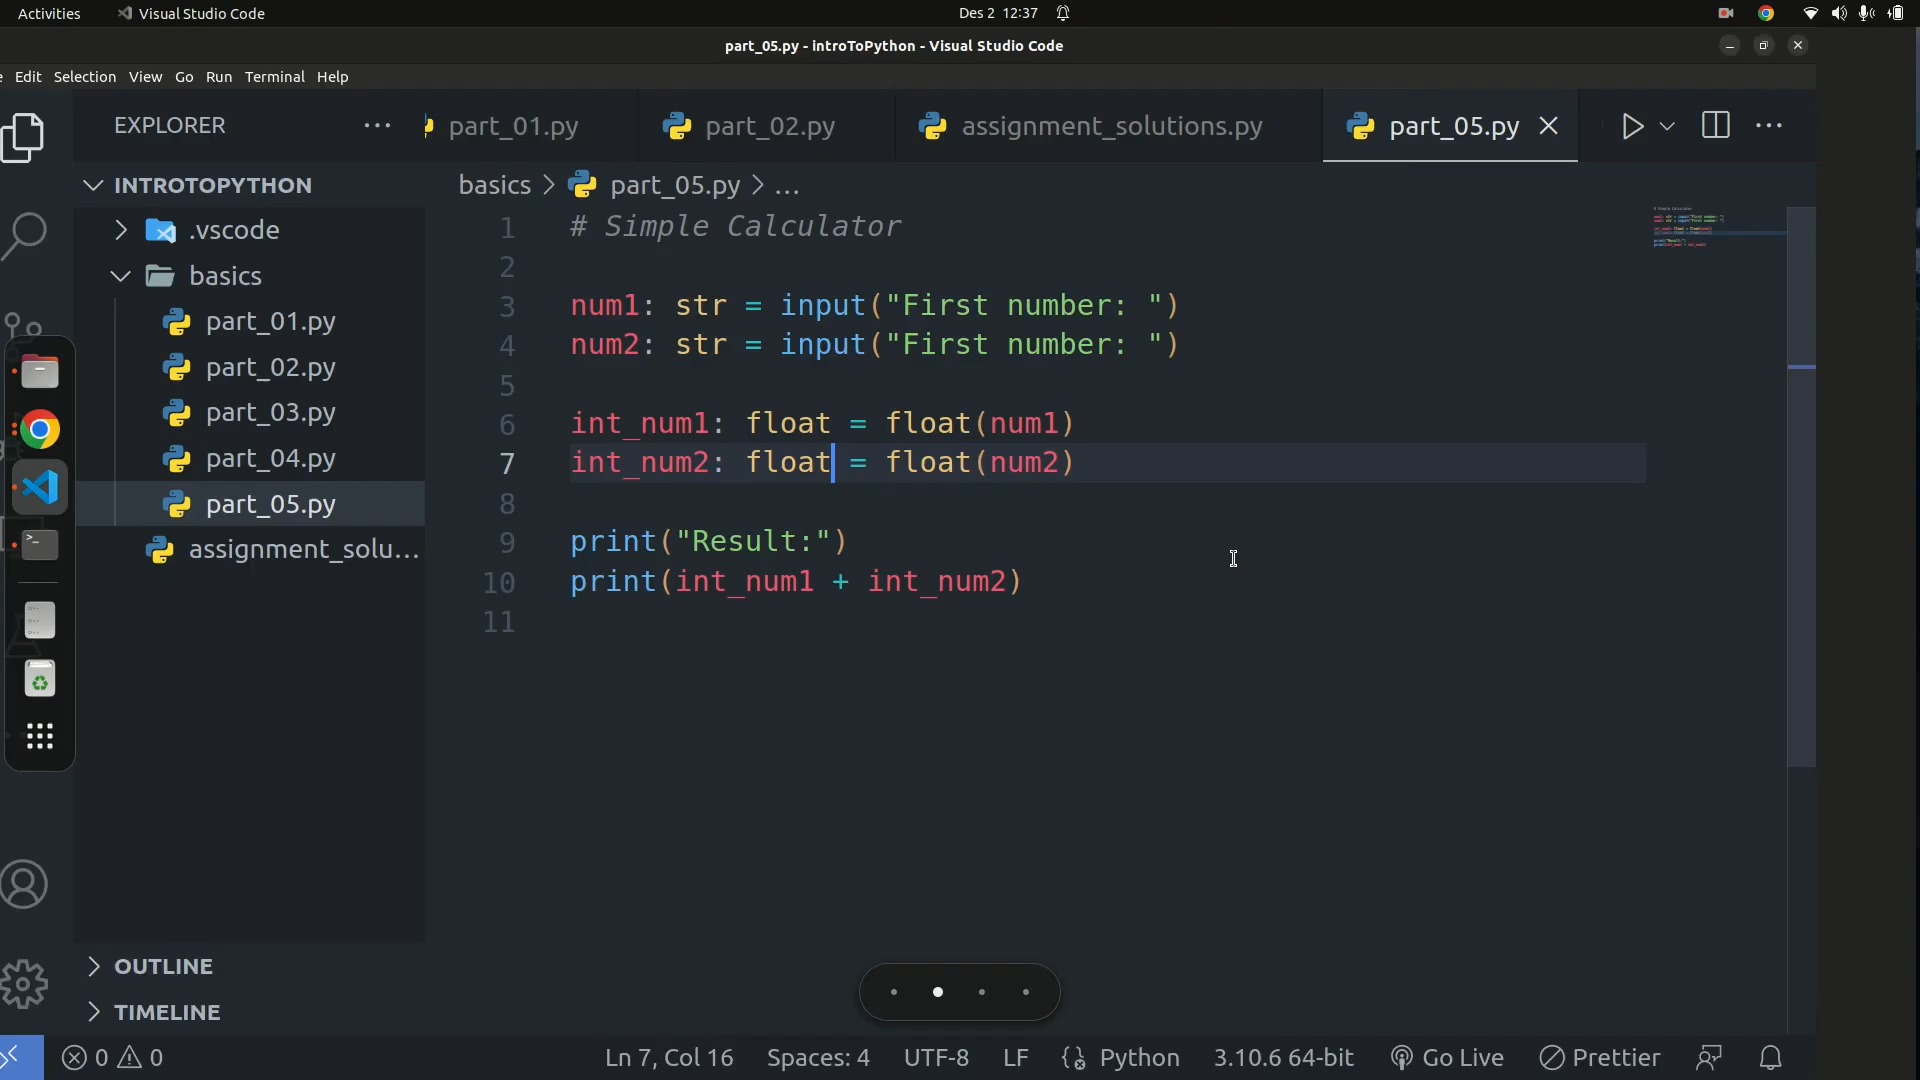 Activities
Visual Studio Code
Des 2 12:37
part_05.py - introToPython - Visual Studio Code
Edit Selection View Go Run Terminal Help
EXPLORER
part_01.py
part_02.py
assignment_solutions.py
part_05.py
INTROTOPYTHON
.vscode
basics
part_01.py
part_02.py
part_03.py
part_04.py
part_05.py
assignment_solu...
OUTLINE
TIMELINE
basics > part_05.py > ...
1 # Simple Calculator
2
3 num1: str = input("First number: ")
4 num2: str = input("First number: ")
5
6 int_num1: float = float(num1)
7 int_num2: float = float(num2)
8
9 print("Result:")
10 print(int_num1 + int_num2)
11
0 0
Ln 7, Col 16
Spaces: 4
UTF-8
LF
Python
3.10.6 64-bit
Go Live
Prettier